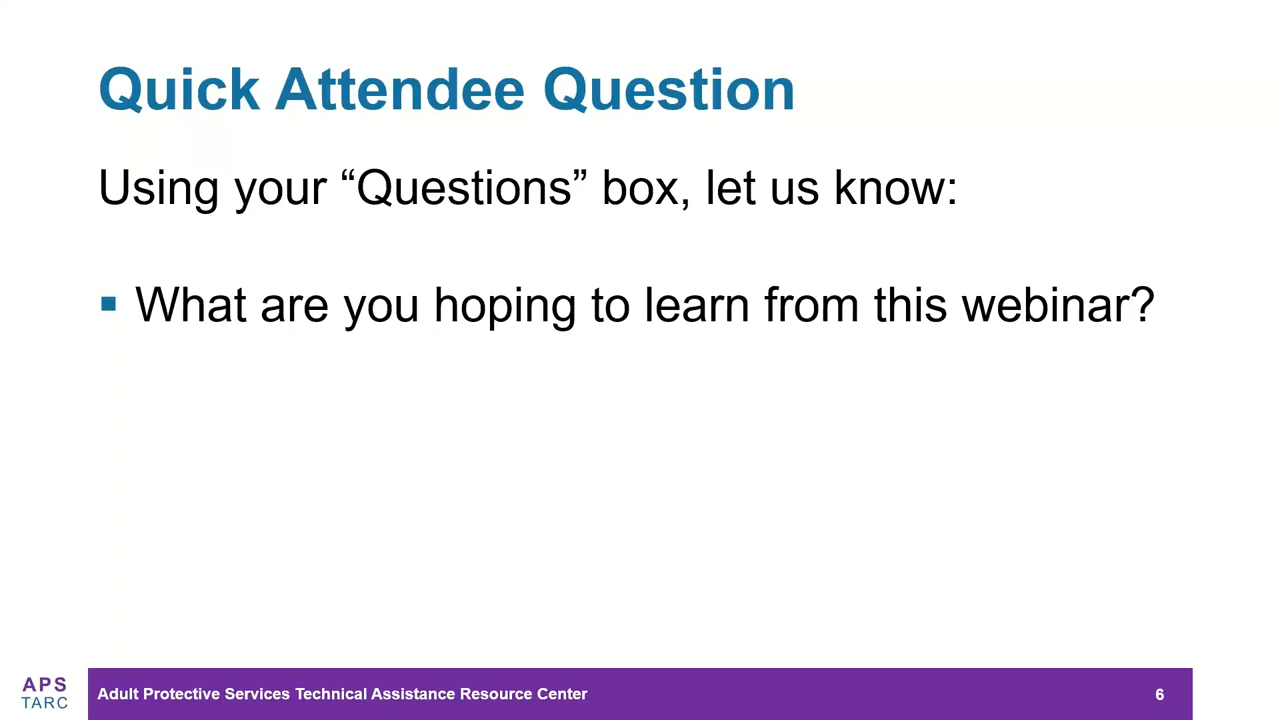 Quick Attendee Question
Using your “Questions” box, let us know:
▪ What are you hoping to learn from this webinar?
APS
TARC
Adult Protective Services Technical Assistance Resource Center
6